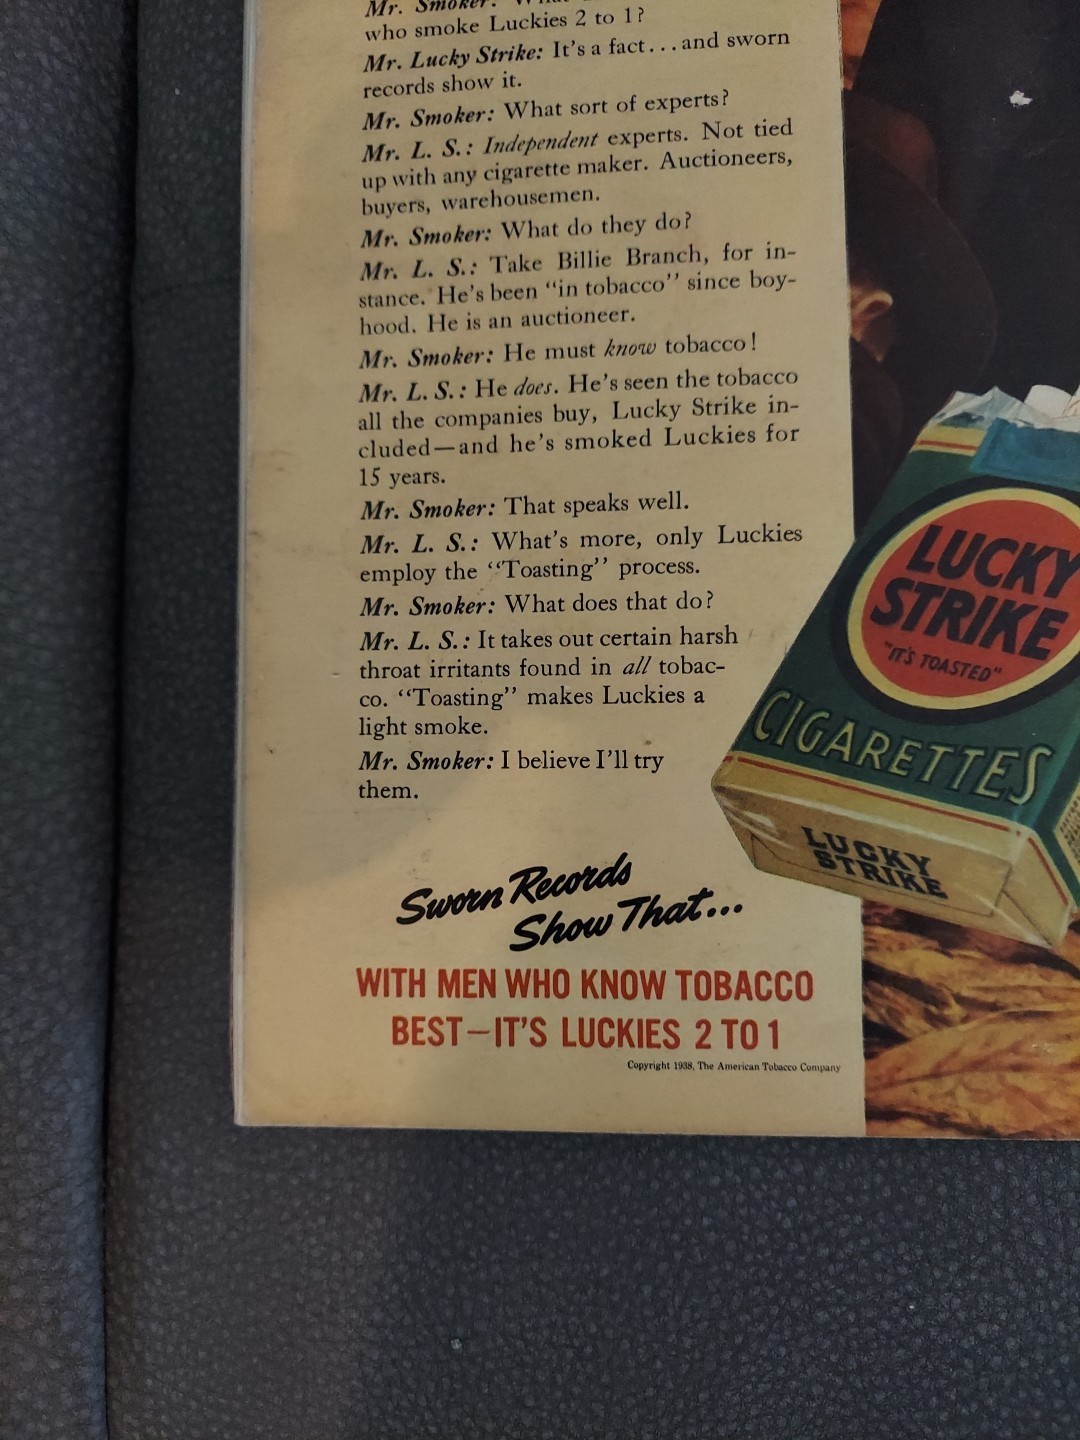 Mr. Smoker:
who smoke Luckies 2 to 1?
Mr. Lucky Strike: It's a fact...and sworn
records show it.
Mr. Smoker: What sort of experts?
Mr. L. S.: Independent experts. Not tied
up with any cigarette maker. Auctioneers,
buyers, warehousemen.
Mr. Smoker: What do they do?
Mr. L. S.: Take Billie Branch, for in-
stance. He's been "in tobacco" since boy-
hood. He is an auctioneer.
Mr. Smoker: He must know tobacco!
Mr. L. S.: He does. He's seen the tobacco
all the companies buy, Lucky Strike in-
cluded—and he's smoked Luckies for
15 years.
Mr. Smoker: That speaks well.
Mr. L. S.: What's more, only Luckies
employ the "Toasting" process.
Mr. Smoker: What does that do?
Mr. L. S.: It takes out certain harsh
throat irritants found in all tobac-
co. "Toasting" makes Luckies a
light smoke.
Mr. Smoker: I believe I'll try
them.
Sworn Records
Show That...
WITH MEN WHO KNOW TOBACCO
BEST—IT'S LUCKIES 2 TO 1
Copyright 1938, The American Tobacco Company
LUCKY
STRIKE
"IT'S TOASTED"
CIGARETTES
LUCKY
STRIKE